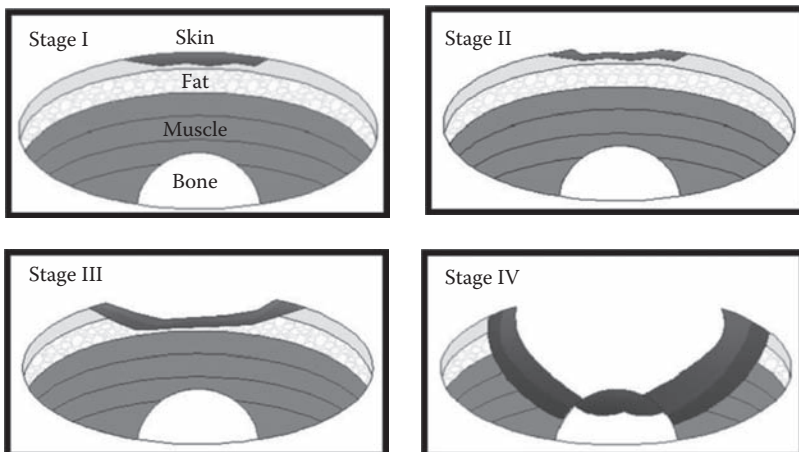 Stage I
Skin
Fat
Muscle
Bone
Stage II
Stage III
Stage IV